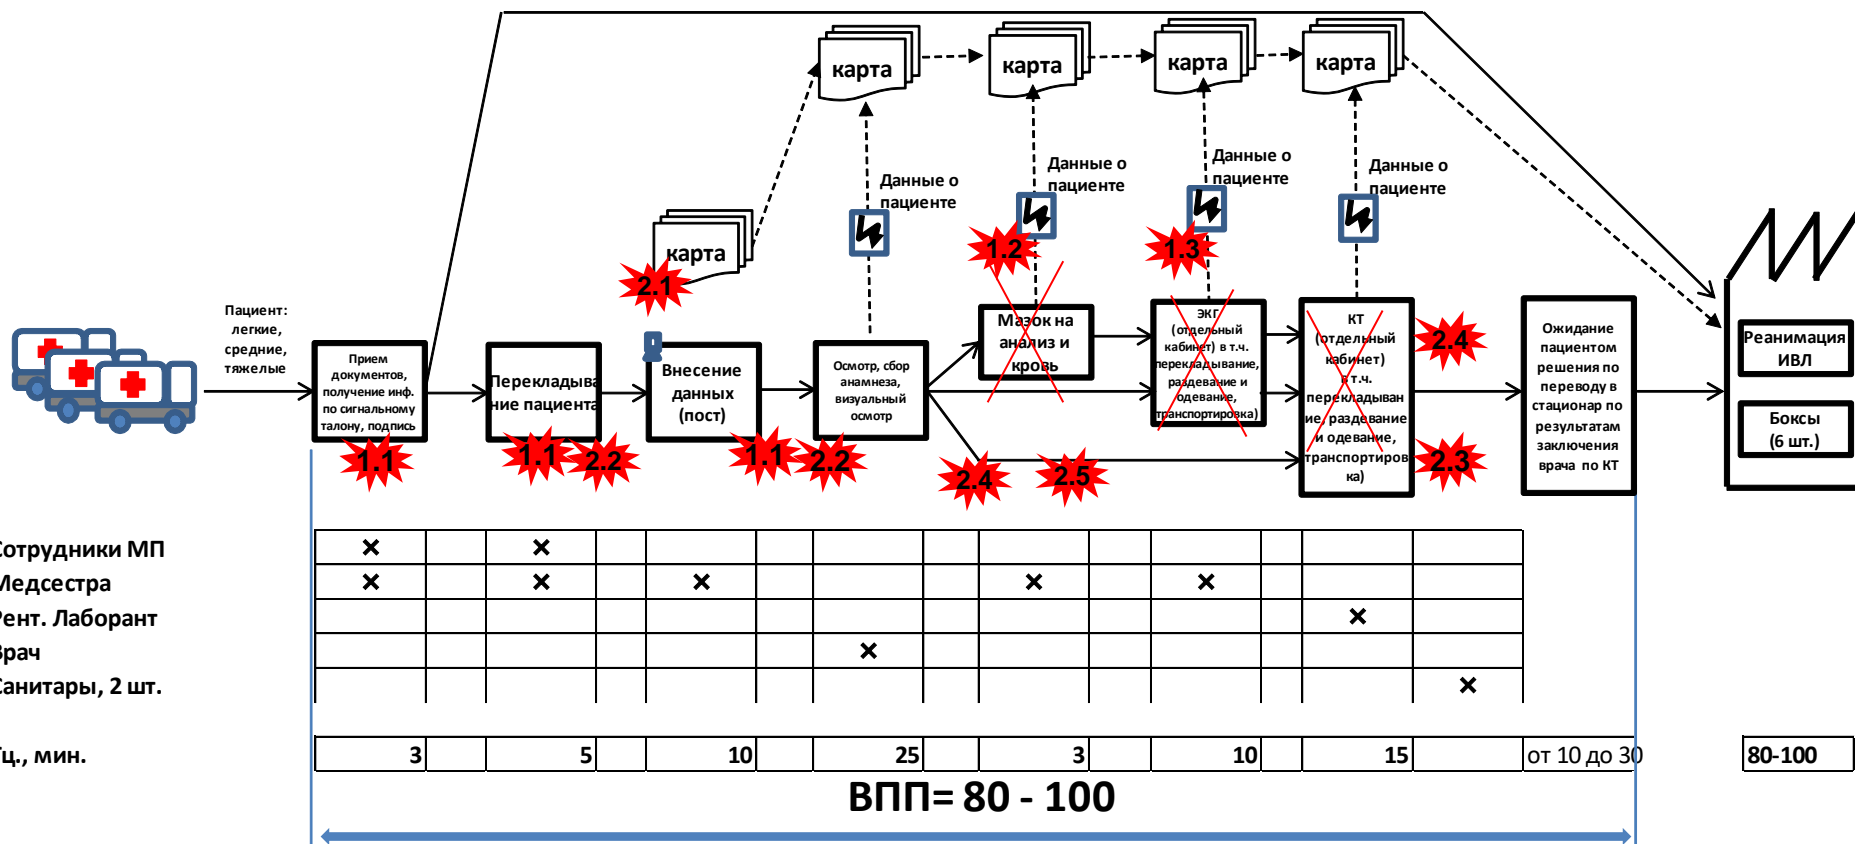 карта
карта
карта
карта
Данные о
пациенте
Данные о
пациенте
Данные о
пациенте
Данные о
пациенте
карта
2.1
1.2
1.3
Пациент:
легкие,
средние,
тяжелые
Прием
документов,
получение инф.
по сигнальному
талону, подпись
Перекладыва
ние пациента
Внесение
данных
(пост)
Осмотр, сбор
анамнеза,
визуальный
осмотр
Мазок на
анализ и
кровь
ЭКГ
(отдельный
кабинет) в т.ч.
перекладывание,
раздевание и
одевание,
транспортировка)
КТ
(отдельный
кабинет)
в т.ч.
перекладыван
ие, раздевание
и одевание,
транспортиров
ка)
Ожидание
пациентом
решения по
переводу в
стационар по
результатам
заключения
врача по КТ
Реанимация
ИВЛ
Боксы
(6 шт.)
1.1
1.1
2.2
1.1
2.2
2.4
2.5
2.4
2.3
Сотрудники МП
Медсестра
Рент. Лаборант
Врач
Санитары, 2 шт.
Тц., мин.
3 5 10 25 3 10 15 от 10 до 30 80-100
ВПП= 80 - 100